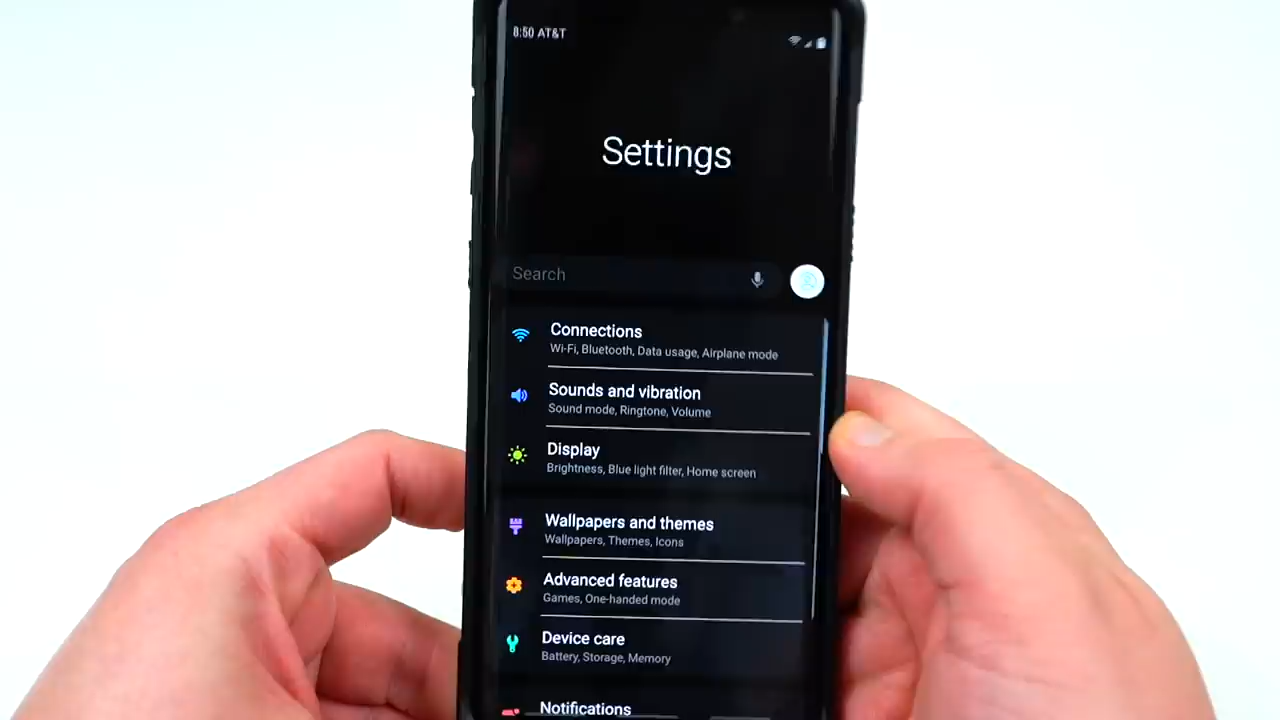 8:50 AT&T
Settings
Search
Connections
Wi-Fi, Bluetooth, Data usage, Airplane mode
Sounds and vibration
Sound mode, Ringtone, Volume
Display
Brightness, Blue light filter, Home screen
Wallpapers and themes
Wallpapers, Themes, Icons
Advanced features
Games, One-handed mode
Device care
Battery, Storage, Memory
Notifications